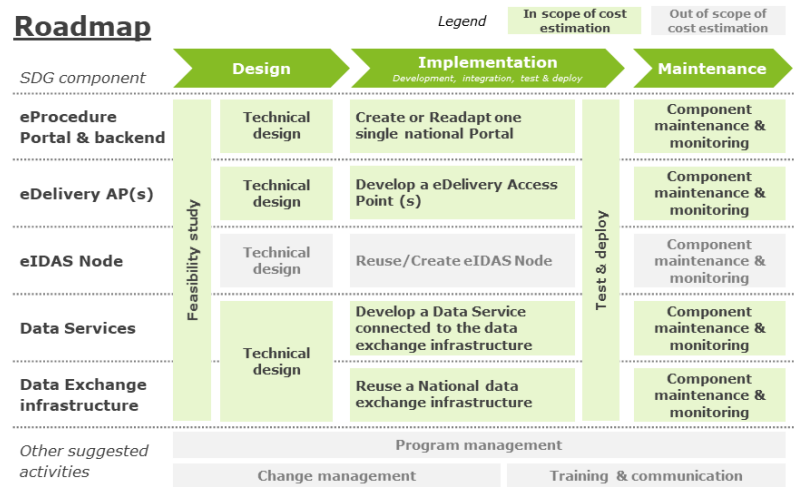 Roadmap
Legend
In scope of cost
estimation
Out of scope of
cost estimation
SDG component
Design
Implementation
Development, integration, test & deploy
Maintenance
eProcedure
Portal & backend
Feasibility study
Technical
design
Create or Readapt one
single national Portal
Test & deploy
Component
maintenance &
monitoring
eDelivery AP(s)
Technical
design
Develop a eDelivery Access
Point (s)
Component
maintenance &
monitoring
eIDAS Node
Technical
design
Reuse/Create eIDAS Node
Component
maintenance &
monitoring
Data Services
Technical
design
Develop a Data Service
connected to the data
exchange infrastructure
Component
maintenance &
monitoring
Data Exchange
infrastructure
Reuse a National data
exchange infrastructure
Component
maintenance &
monitoring
Other suggested
activities
Program management
Change management
Training & communication